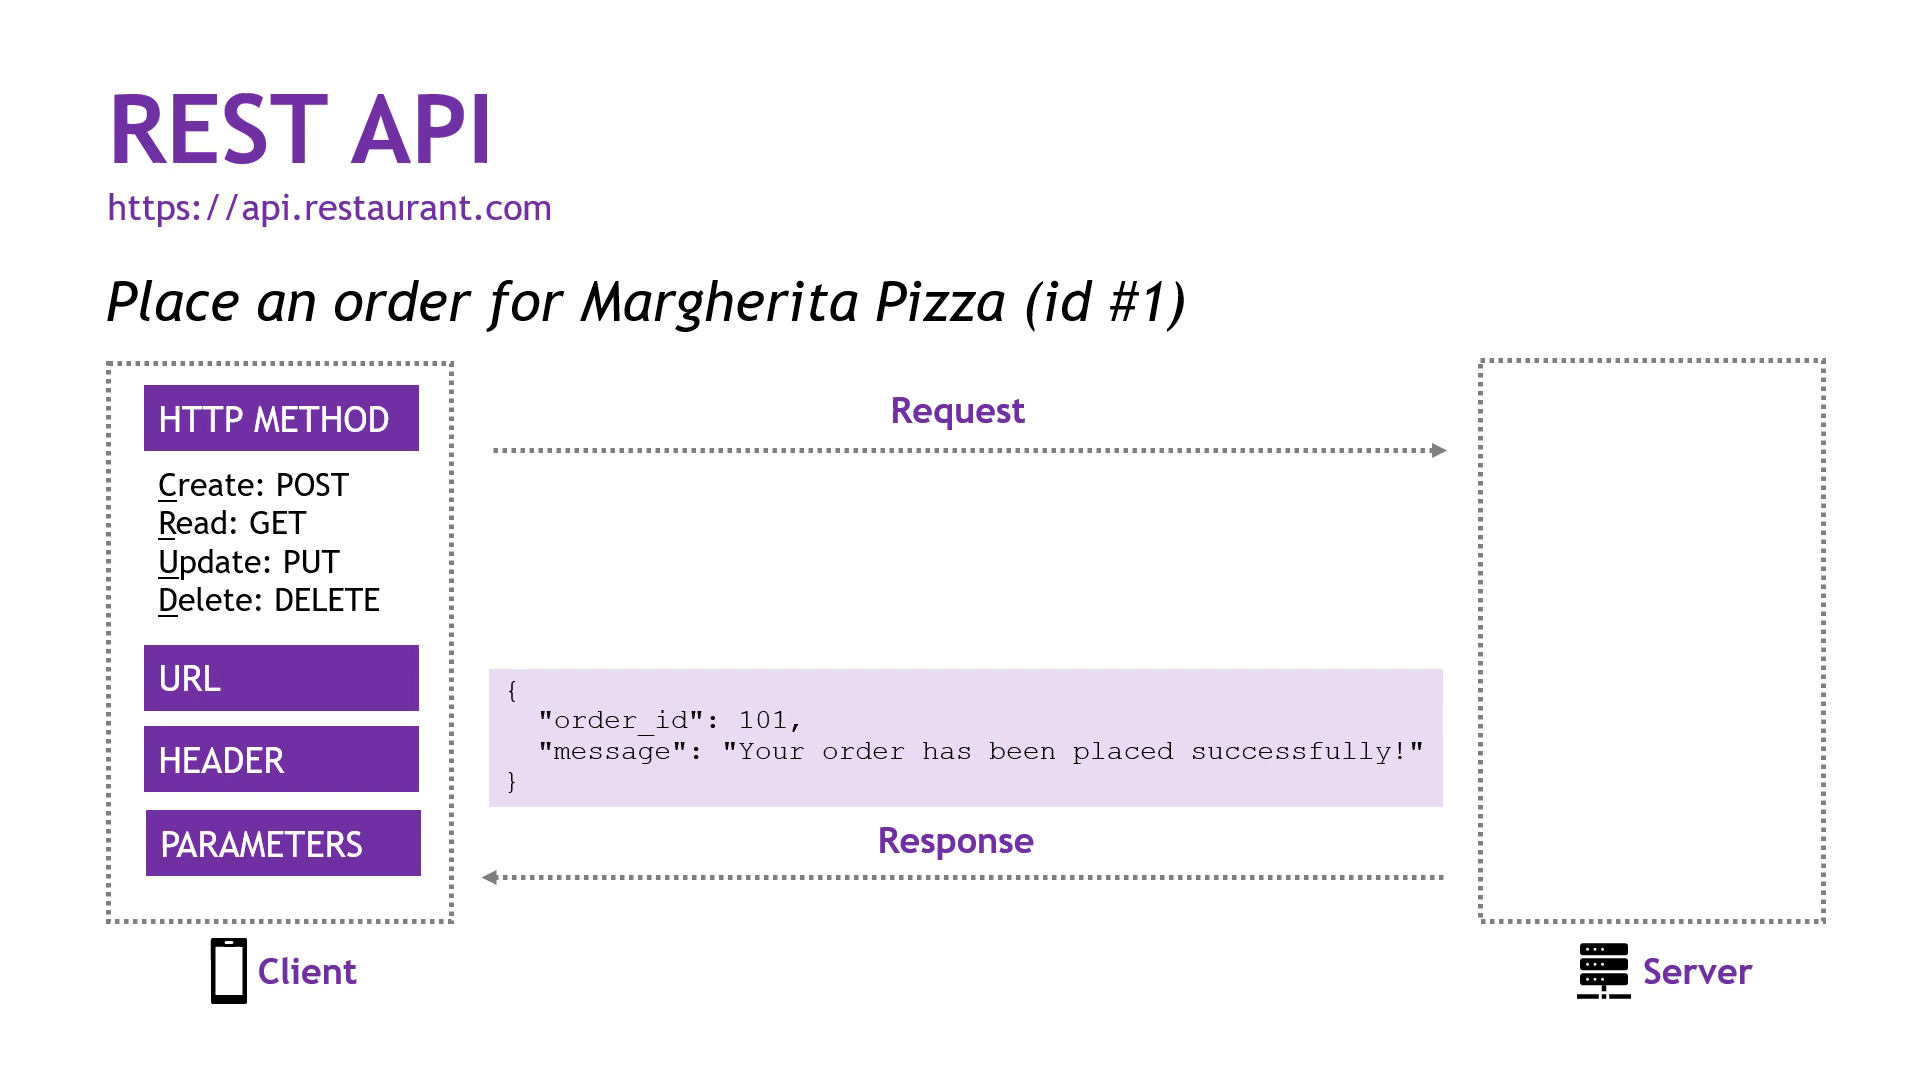 REST API
https://api.restaurant.com
Place an order for Margherita Pizza (id #1)
HTTP METHOD
Create: POST
Read: GET
Update: PUT
Delete: DELETE
URL
HEADER
PARAMETERS
Client
Request
{
  "order_id": 101,
  "message": "Your order has been placed successfully!"
}
Response
Server